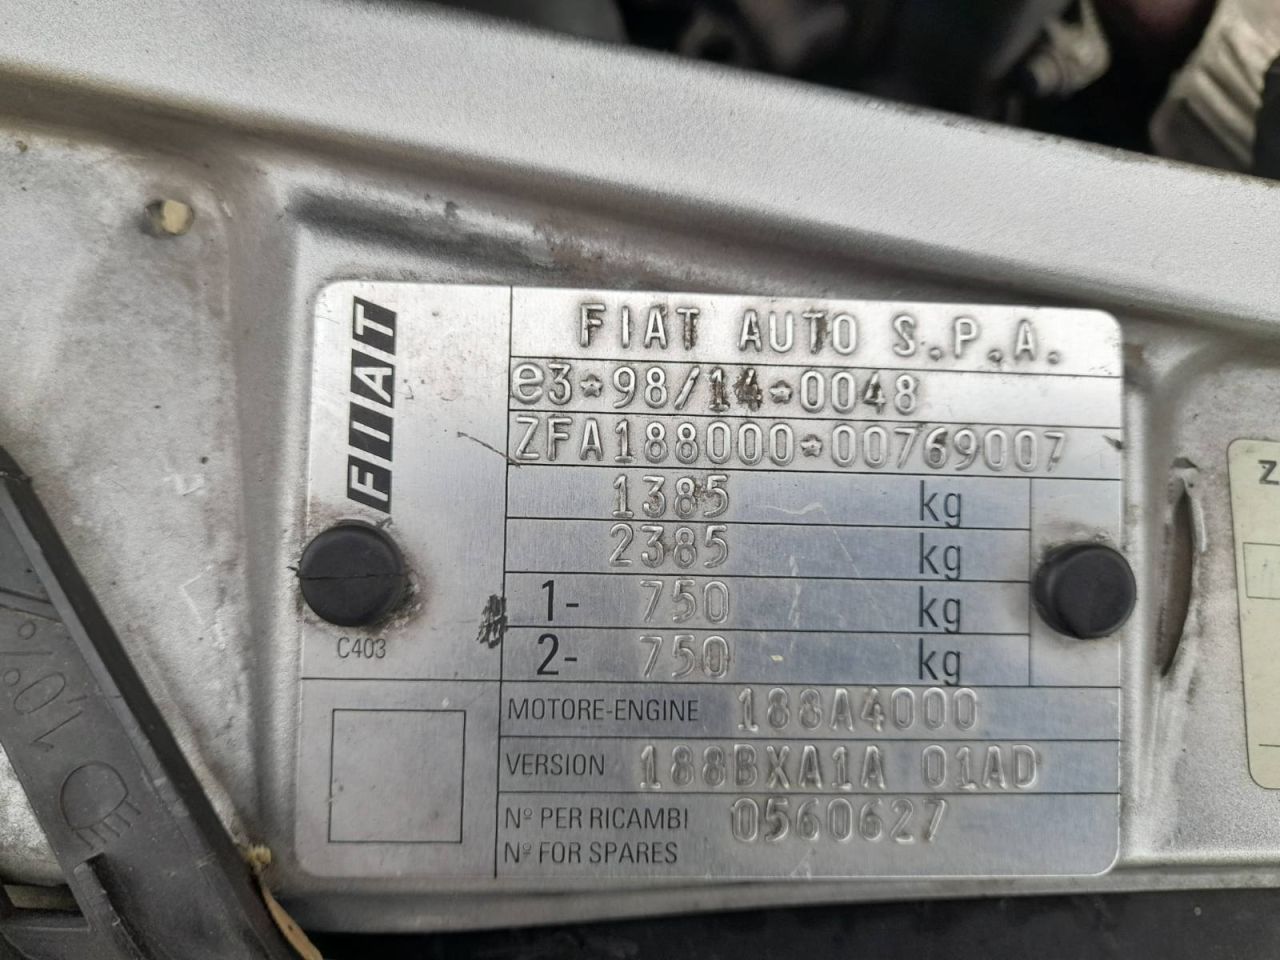 FIAT
FIAT AUTO S.P.A.
e3*98/14*0048
ZFA188000*00769007
1385 kg
2385 kg
1- 750 kg
2- 750 kg
C403
MOTORE-ENGINE 188A4000
VERSION 188BXA1A 01AD
Nº PER RICAMBI 0560627
Nº FOR SPARES
10%
Z